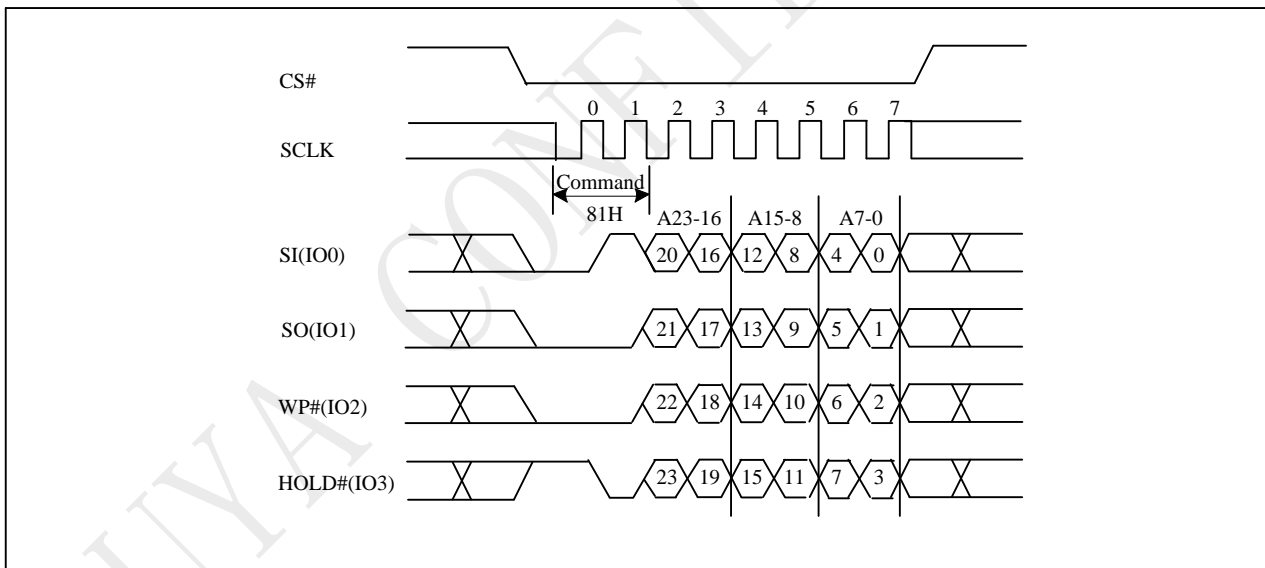 CS#
0 1 2 3 4 5 6 7
SCLK
Command
81H
A23-16 A15-8 A7-0
SI(IO0) 20 16 12 8 4 0
SO(IO1) 21 17 13 9 5 1
WP#(IO2) 22 18 14 10 6 2
HOLD#(IO3) 23 19 15 11 7 3
UYA CONFI